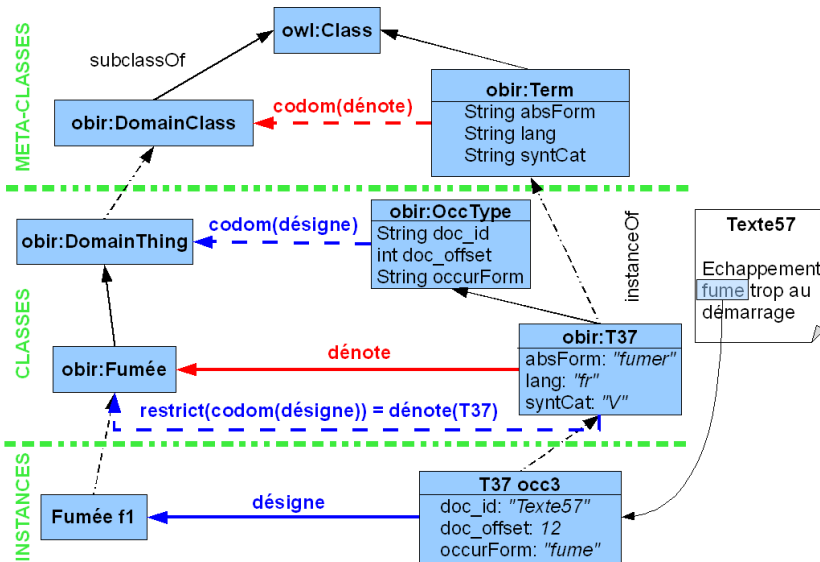 META-CLASSES
owl:Class
subclassOf
obir:DomainClass
codom(dénote)
obir:Term
String absForm
String lang
String syntCat
CLASSES
obir:DomainThing
codom(désigne)
obir:OccType
String doc_id
int doc_offset
String occurForm
instanceOf
Texte57
Echappement
fume trop au
démarrage
obir:Fumée
dénote
obir:T37
absForm: "fumer"
lang: "fr"
syntCat: "V"
restrict(codom(désigne)) = dénote(T37)
INSTANCES
Fumée f1
désigne
T37 occ3
doc_id: "Texte57"
doc_offset: 12
occurForm: "fume"